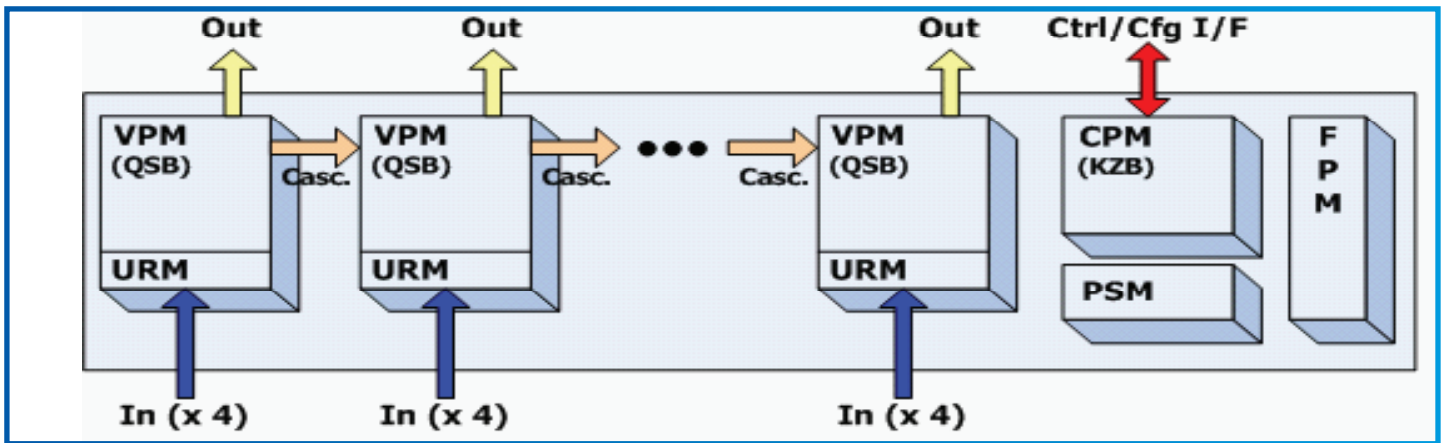 Out
Out
Out
Ctrl/Cfg I/F
VPM
(QSB)
Casc.
URM
VPM
(QSB)
Casc.
URM
Casc.
VPM
(QSB)
URM
CPM
(KZB)
PSM
F
P
M
In (x 4)
In (x 4)
In (x 4)